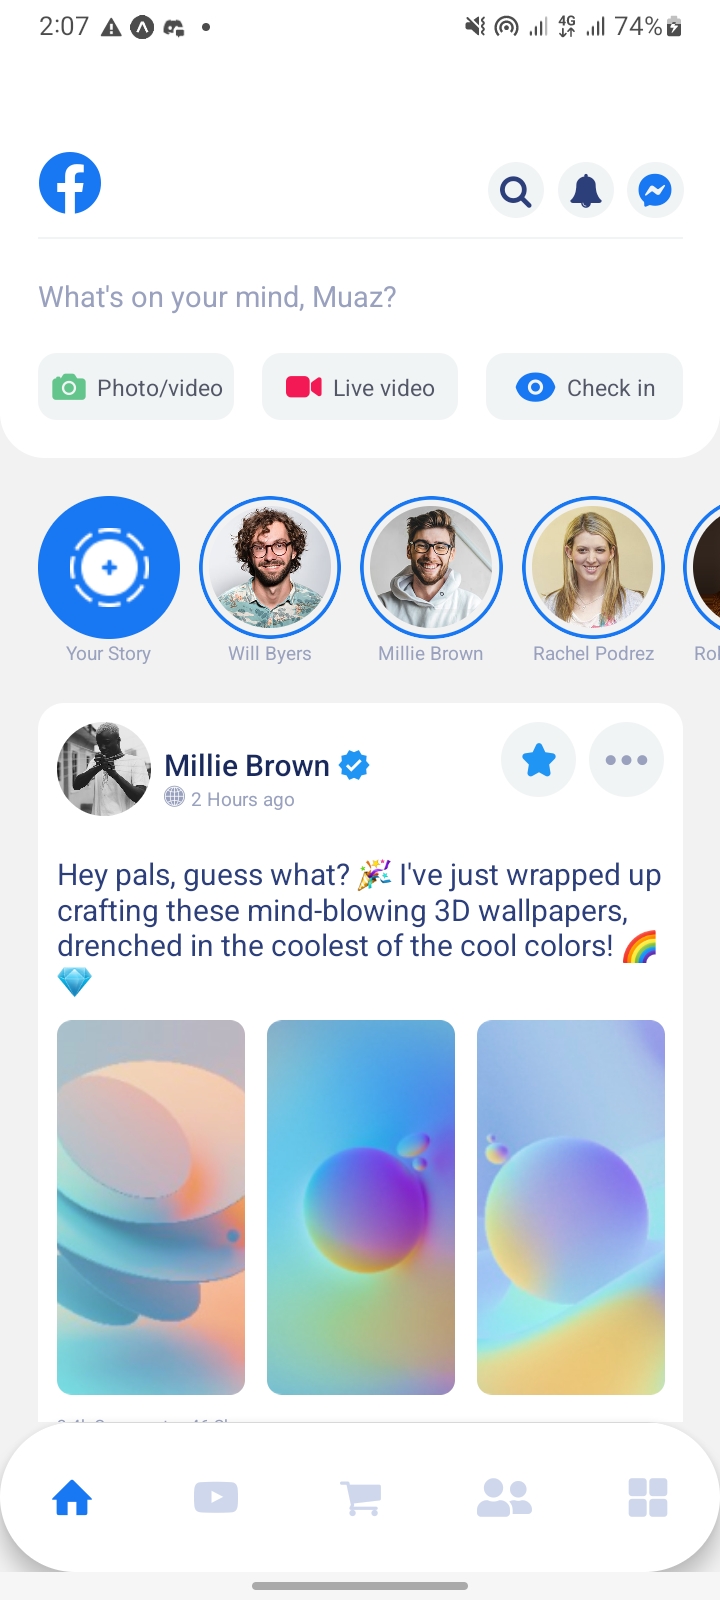 2:07
4G
74%
What's on your mind, Muaz?
Photo/video
Live video
Check in
Your Story
Will Byers
Millie Brown
Rachel Podrez
Millie Brown
2 Hours ago
Hey pals, guess what? 🎉 I've just wrapped up
crafting these mind-blowing 3D wallpapers,
drenched in the coolest of the cool colors! 🌈
💎